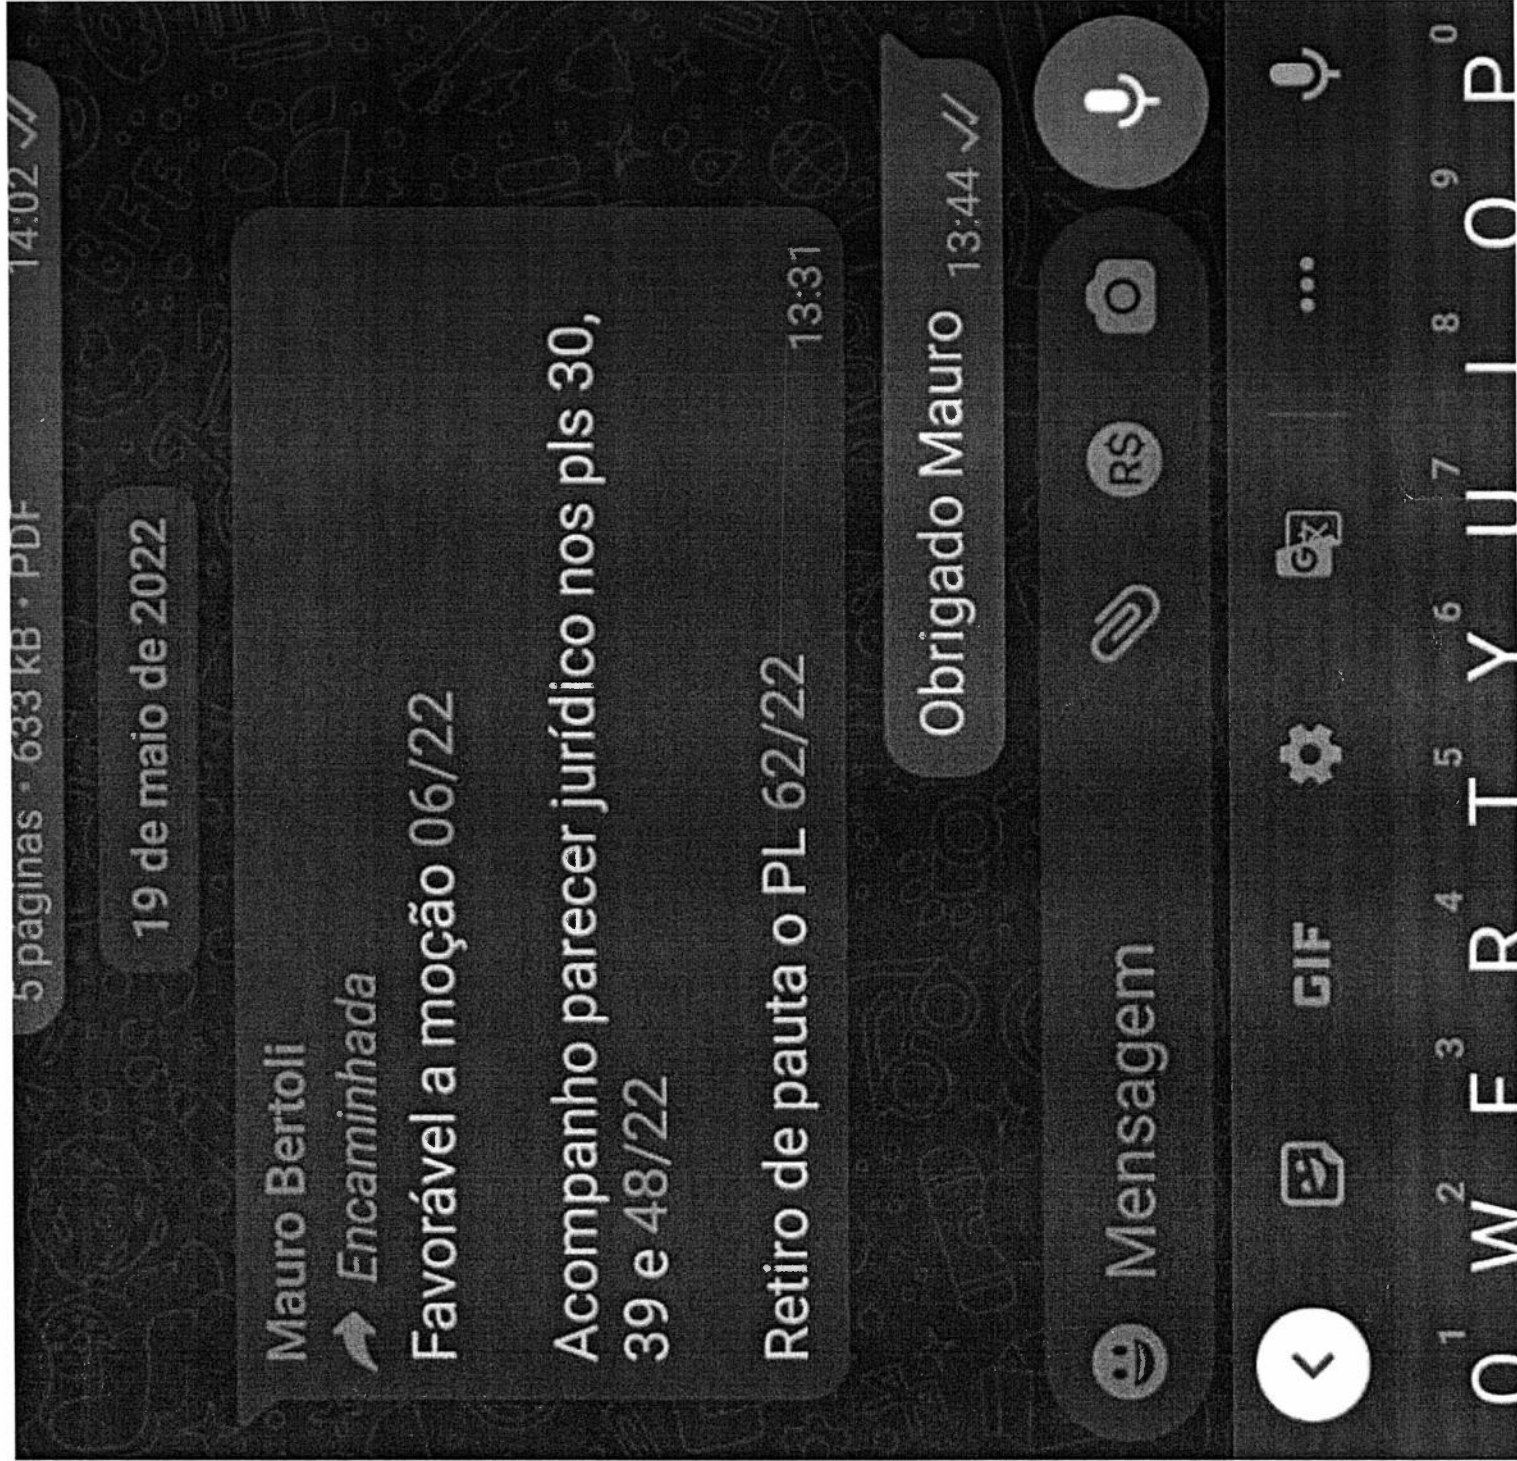 5 páginas • 633 kB • PDF 14:02
19 de maio de 2022
Mauro Bertoli
Encaminhada
Favorável a moção 06/22
Acompanho parecer jurídico nos pls 30,
39 e 48/22
Retiro de pauta o PL 62/22
13:31
Obrigado Mauro 13:44
Mensagem
R$
GIF
1 2 3 4 5 6 7 8 9 0
Q W E R T Y U I O P